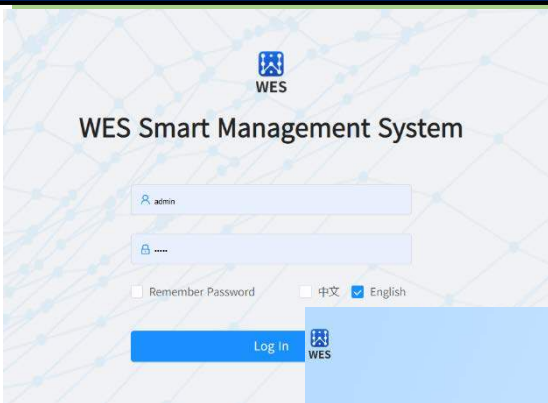 WES
WES Smart Management System
admin
•••••
Remember Password 中文 English
Log In
WES